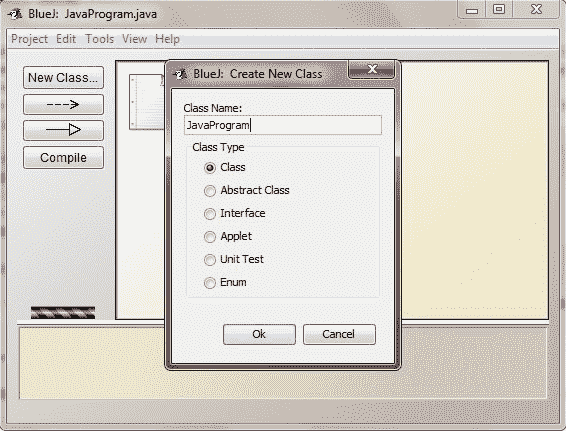 BlueJ: JavaProgram.java
Project Edit Tools View Help
New Class...
Compile
BlueJ: Create New Class
Class Name:
JavaProgram
Class Type
Class
Abstract Class
Interface
Applet
Unit Test
Enum
Ok Cancel